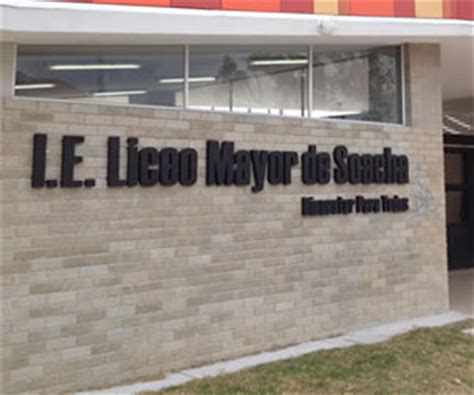 I.E. Liceo Mayor de Soacha
Bienestar Para Todos